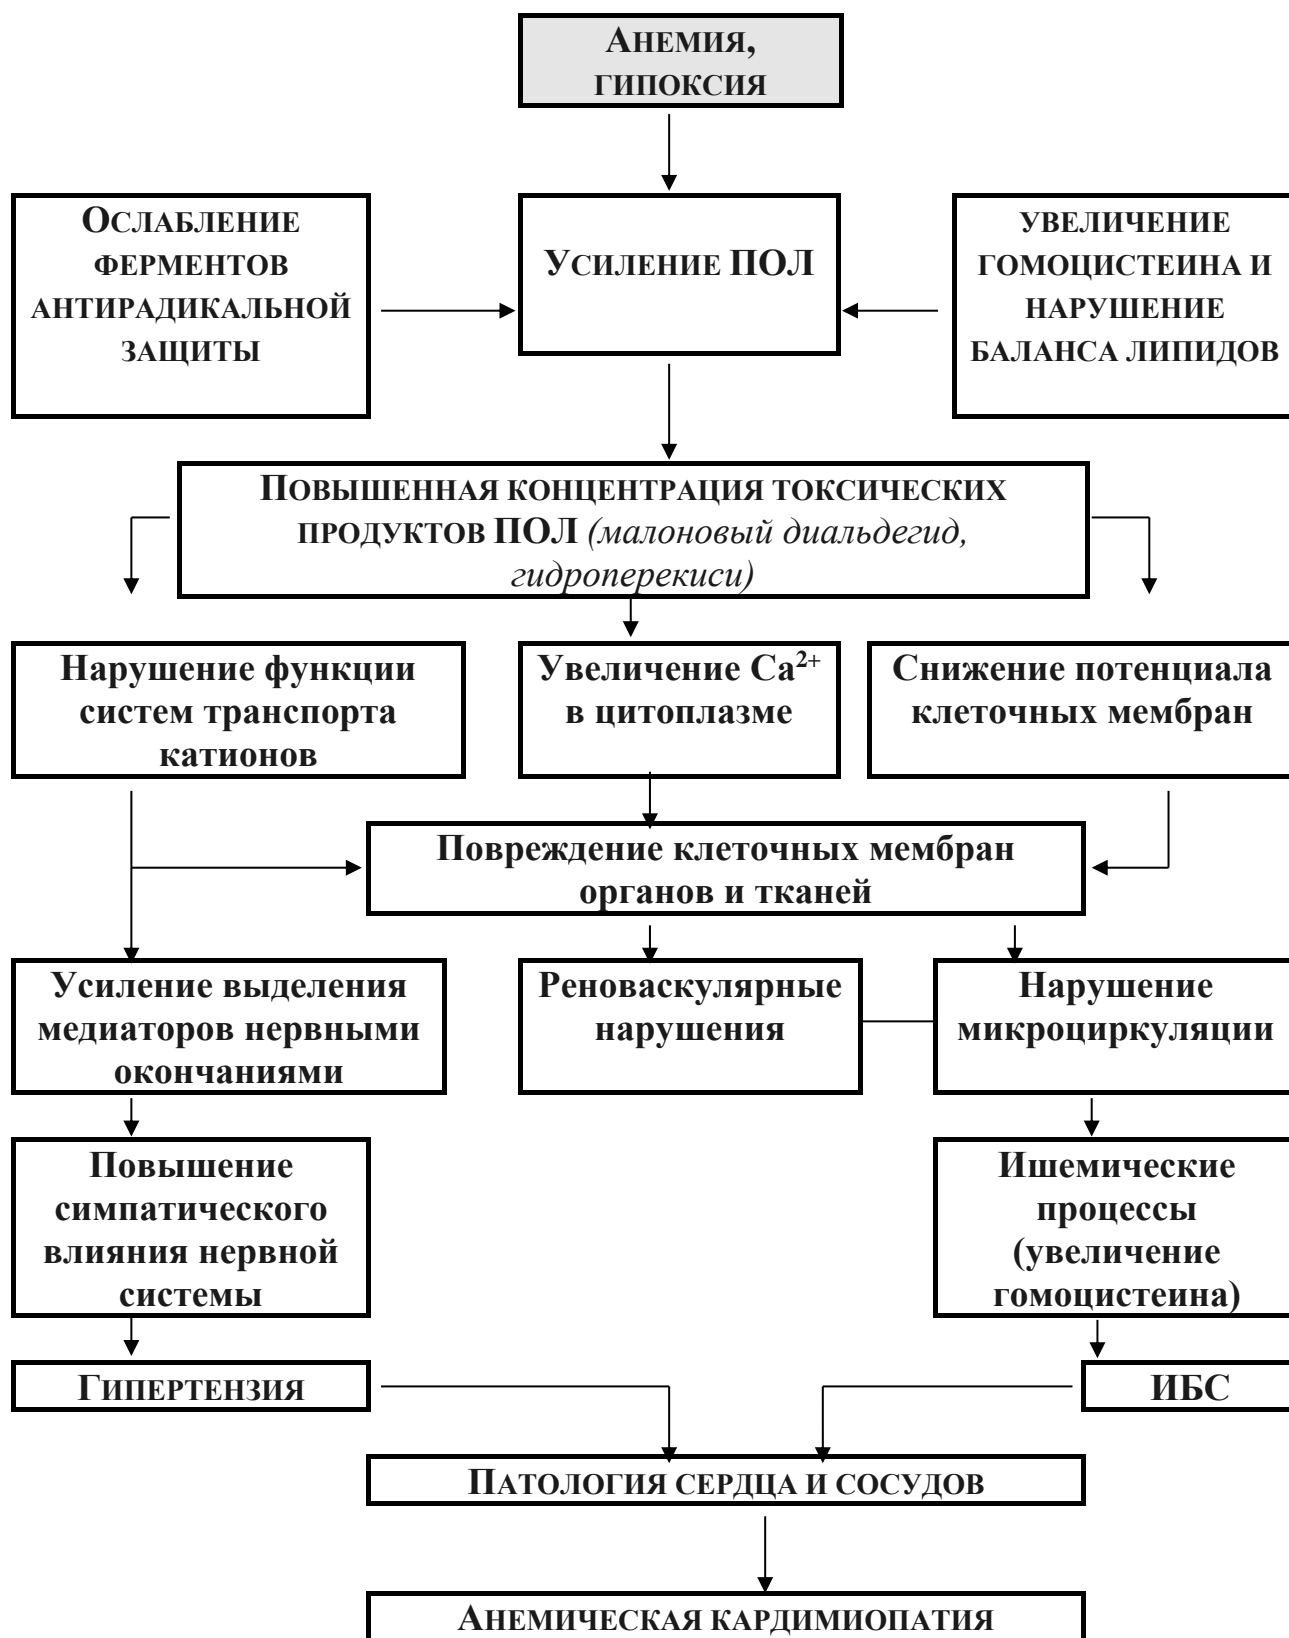 Анемия,
гипоксия
Ослабление
ферментов
антирадикальной
защиты
Усиление ПОЛ
увеличение
гомоцистеина и
нарушение
баланса липидов
Повышенная концентрация токсических
продуктов ПОЛ (малоновый диальдегид,
гидроперекиси)
Нарушение функции
систем транспорта
катионов
Увеличение Ca²⁺
в цитоплазме
Снижение потенциала
клеточных мембран
Повреждение клеточных мембран
органов и тканей
Усиление выделения
медиаторов нервными
окончаниями
Реноваскулярные
нарушения
Нарушение
микроциркуляции
Повышение
симпатического
влияния нервной
системы
Ишемические
процессы
(увеличение
гомоцистеина)
Гипертензия
ИБС
Патология сердца и сосудов
Анемическая кардимиопатия